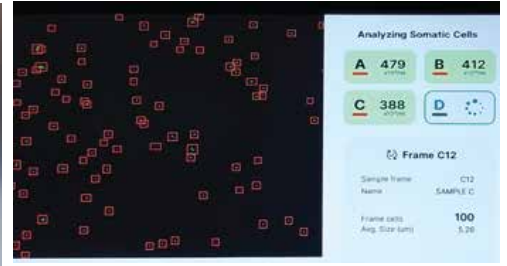 Analyzing Somatic Cells
A 479
B 412
C 388
D
Frame C12
Sample frame C12
Name SAMPLE C
Frame cells 100
Avg. Size (um) 5.26